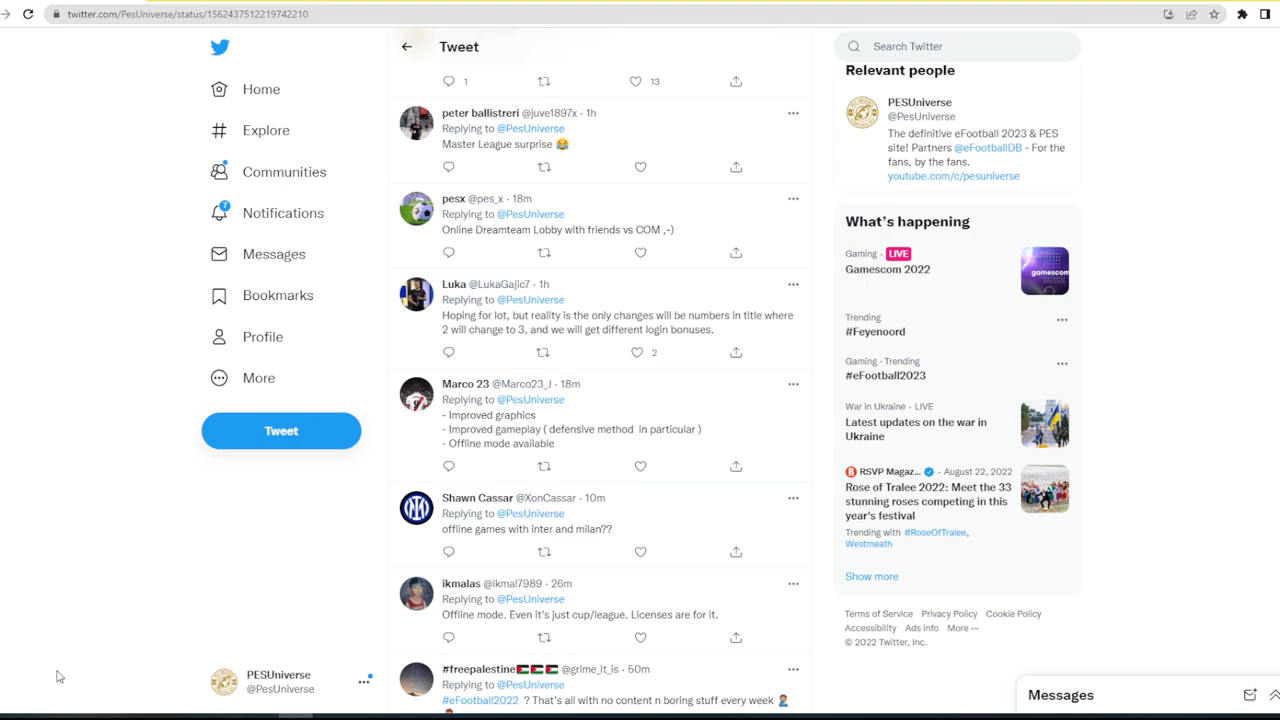 twitter.com/PesUniverse/status/1562437512219742210
Home
Explore
Communities
7
Notifications
Messages
Bookmarks
Profile
More
Tweet
PESUniverse
@PesUniverse
Tweet
1
13
peter ballistreri @juve1897x · 1h
Replying to @PesUniverse
Master League surprise 😂
pesx @pes_x · 18m
Replying to @PesUniverse
Online Dreamteam Lobby with friends vs COM ,-)
Luka @LukaGajic7 · 1h
Replying to @PesUniverse
Hoping for lot, but reality is the only changes will be numbers in title where
2 will change to 3, and we will get different login bonuses.
2
Marco 23 @Marco23_J · 18m
Replying to @PesUniverse
- Improved graphics
- Improved gameplay ( defensive method in particular )
- Offline mode available
Shawn Cassar @XonCassar · 10m
Replying to @PesUniverse
offline games with inter and milan??
ikmalas @ikmal7989 · 26m
Replying to @PesUniverse
Offline mode. Even it's just cup/league. Licenses are for it.
#freepalestine🇵🇸🇵🇸🇵🇸 @grime_it_is · 50m
Replying to @PesUniverse
#eFootball2022 ? That's all with no content n boring stuff every week
Search Twitter
Relevant people
PESUniverse
@PesUniverse
The definitive eFootball 2023 & PES
site! Partners @eFootballDB - For the
fans, by the fans.
youtube.com/c/pesuniverse
What's happening
Gaming · LIVE
Gamescom 2022
gamescom
Trending
#Feyenoord
Gaming · Trending
#eFootball2023
War in Ukraine · LIVE
Latest updates on the war in
Ukraine
R RSVP Magaz... · August 22, 2022
Rose of Tralee 2022: Meet the 33
stunning roses competing in this
year's festival
Trending with #RoseOfTralee,
Westmeath
Show more
Terms of Service Privacy Policy Cookie Policy
Accessibility Ads info More ···
© 2022 Twitter, Inc.
Messages